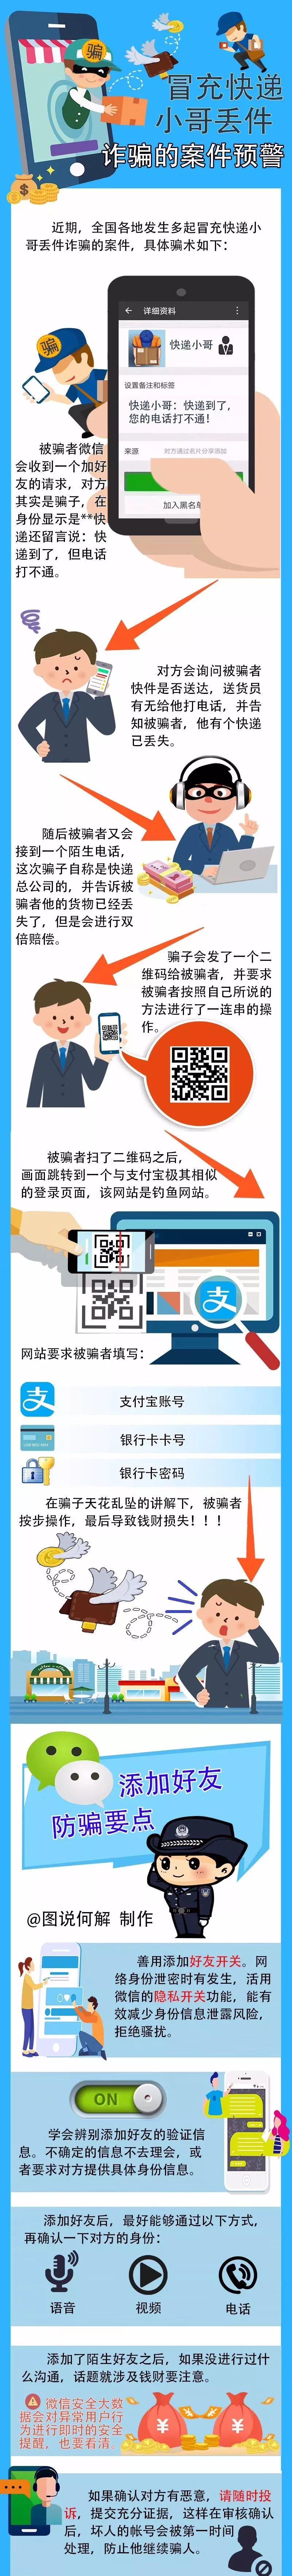 骗
冒充快递
小哥丢件
诈骗的案件预警
近期，全国各地发生多起冒充快递小
哥丢件诈骗的案件，具体骗术如下：
骗
详细资料
快递小哥
设置备注和标签
快递小哥：快递到了，
您的电话打不通！
来源
对方通过名片分享添加
加入黑名单
被骗者微信
会收到一个加好
友的请求，对方
其实是骗子，在
身份显示是**快
递还留言说：快
递到了，但电话
打不通。
对方会询问被骗者
快件是否送达，送货员
有无给他打电话，并告
知被骗者，他有个快递
已丢失。
随后被骗者又会
接到一个陌生电话，
这次骗子自称是快递
总公司的，并告诉被
骗者他的货物已经丢
失了，但是会进行双
倍赔偿。
骗子会发了一个二
维码给被骗者，并要求
被骗者按照自己所说的
方法进行了一连串的操
作。
被骗者扫了二维码之后，
画面跳转到一个与支付宝极其相似
的登录页面，该网站是钓鱼网站。
支
网站要求被骗者填写：
支
支付宝账号
银行卡卡号
银行卡密码
在骗子天花乱坠的讲解下，被骗者
按步操作，最后导致钱财损失！！！
添加好友
防骗要点
@图说何解 制作
善用添加好友开关。网
络身份泄密时有发生，活用
微信的隐私开关功能，能有
效减少身份信息泄露风险，
拒绝骚扰。
ON
学会辨别添加好友的验证信
息。不确定的信息不去理会，或
者要求对方提供具体身份信息。
添加好友后，最好能够通过以下方式，
再确认一下对方的身份：
语音
视频
电话
添加了陌生好友之后，如果没进行过什
么沟通，话题就涉及钱财要注意。
微信安全大数
据会对异常用户行
为进行即时的安全
提醒，也要看清。
¥
¥
如果确认对方有恶意，请随时投
诉，提交充分证据，这样在审核确认
后，坏人的帐号会被第一时间
处理，防止他继续骗人。